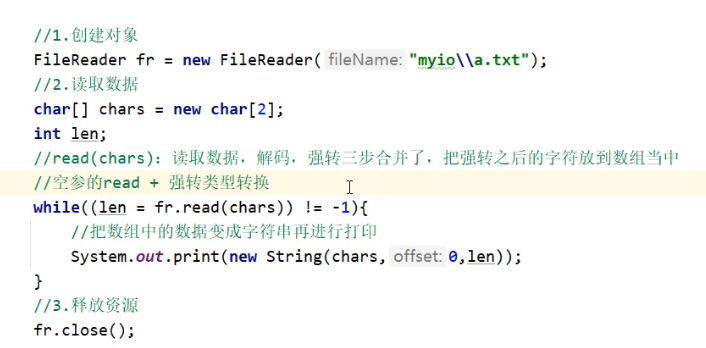 //1.创建对象
FileReader fr = new FileReader( fileName: "myio\\a.txt");
//2.读取数据
char[] chars = new char[2];
int len;
//read(chars)：读取数据，解码，强转三步合并了，把强转之后的字符放到数组当中
//空参的read + 强转类型转换
while((len = fr.read(chars)) != -1){
//把数组中的数据变成字符串再进行打印
System.out.print(new String(chars, offset: 0,len));
}
//3.释放资源
fr.close();